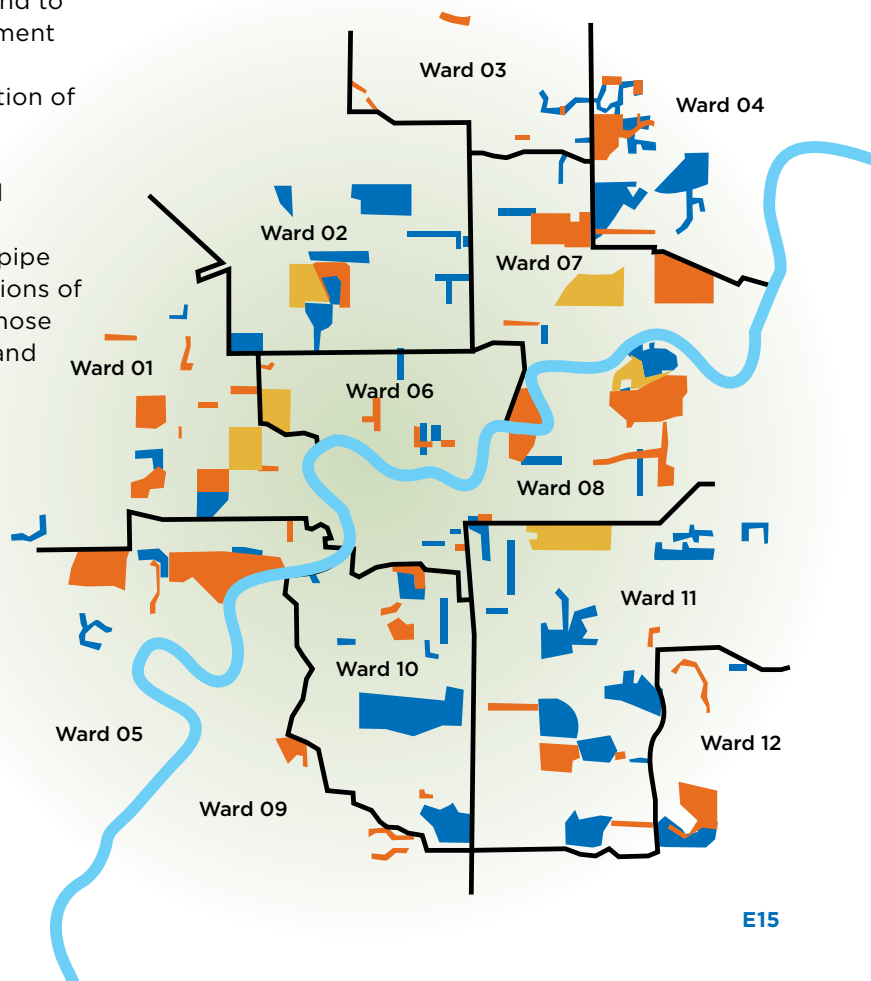 nd to
ment
tion of
pipe
ions of
hose
and
Ward 03
Ward 04
Ward 02
Ward 07
Ward 01
Ward 06
Ward 08
Ward 11
Ward 10
Ward 05
Ward 12
Ward 09
E15